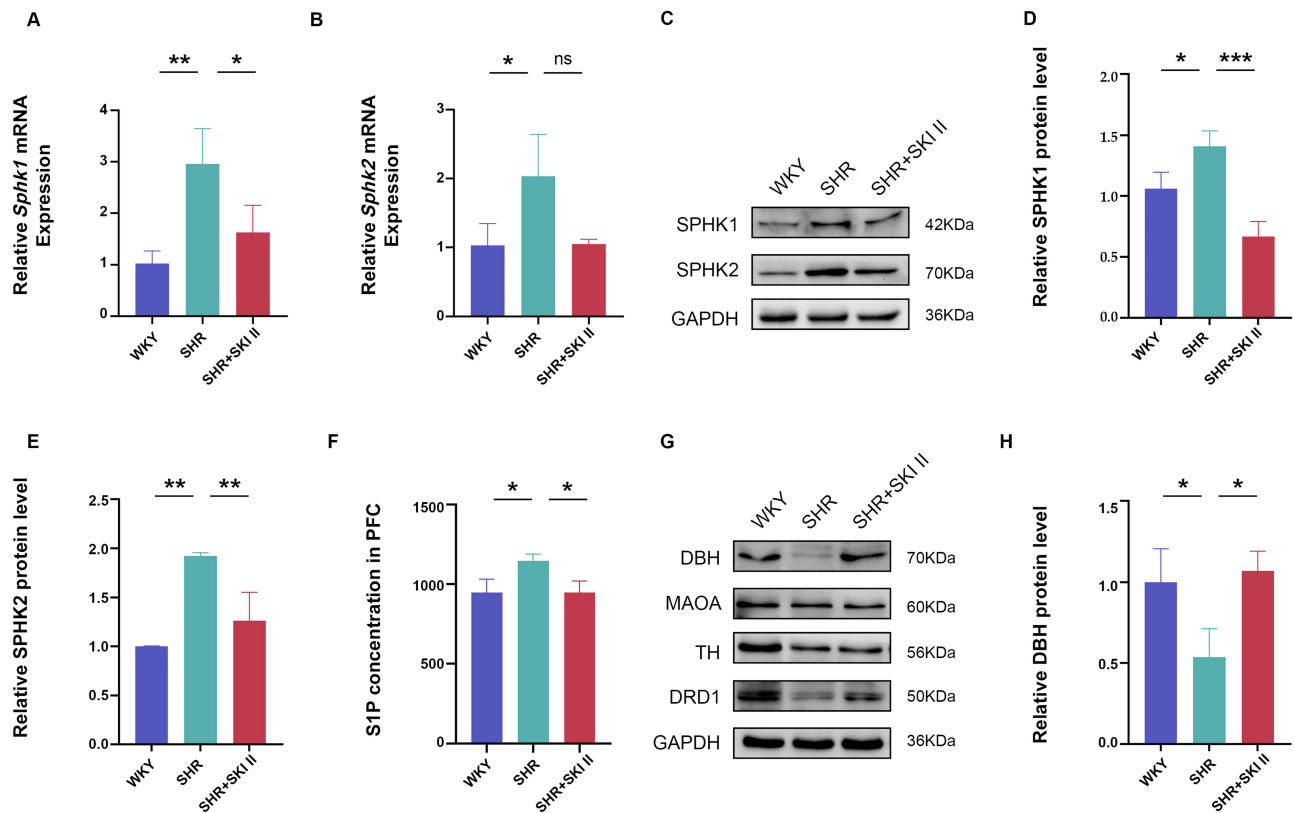 A
** *
Relative Sphk1 mRNA
Expression
4
3
2
1
0
WKY
SHR
SHR+SKI II
B
* ns
Relative Sphk2 mRNA
Expression
3
2
1
0
WKY
SHR
SHR+SKI II
C
WKY SHR SHR+SKI II
SPHK1 42KDa
SPHK2 70KDa
GAPDH 36KDa
D
* ***
Relative SPHK1 protein level
2.0
1.5
1.0
0.5
0.0
WKY
SHR
SHR+SKI II
E
** **
Relative SPHK2 protein level
2.5
2.0
1.5
1.0
0.5
0.0
WKY
SHR
SHR+SKI II
F
* *
S1P concentration in PFC
1500
1000
500
0
WKY
SHR
SHR+SKI II
G
WKY SHR SHR+SKI II
DBH 70KDa
MAOA 60KDa
TH 56KDa
DRD1 50KDa
GAPDH 36KDa
H
* *
Relative DBH protein level
1.5
1.0
0.5
0.0
WKY
SHR
SHR+SKI II